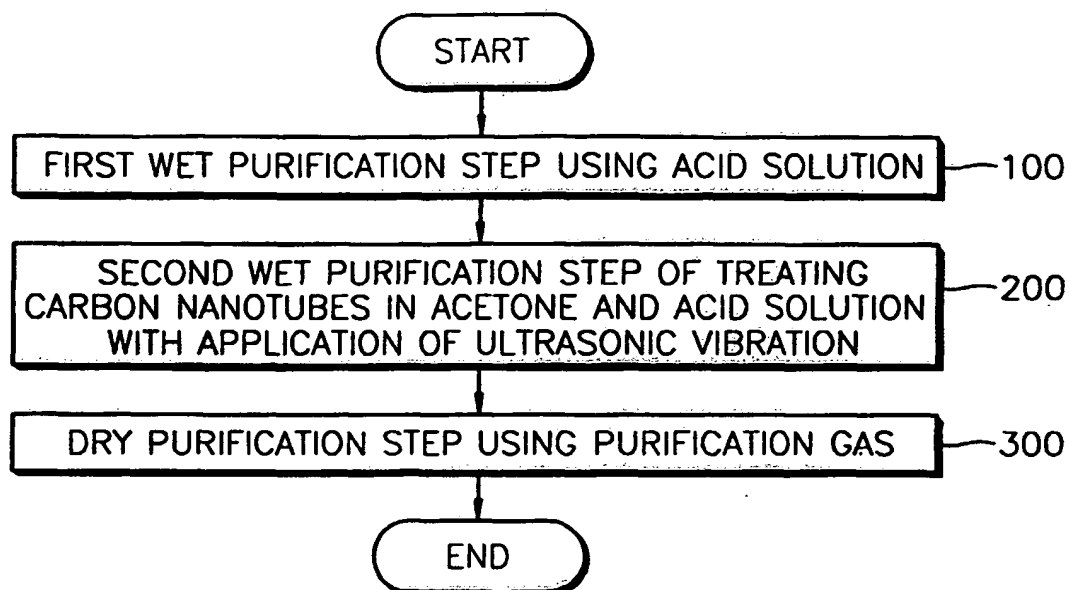 START
FIRST WET PURIFICATION STEP USING ACID SOLUTION
100
SECOND WET PURIFICATION STEP OF TREATING
CARBON NANOTUBES IN ACETONE AND ACID SOLUTION
WITH APPLICATION OF ULTRASONIC VIBRATION
200
DRY PURIFICATION STEP USING PURIFICATION GAS
300
END